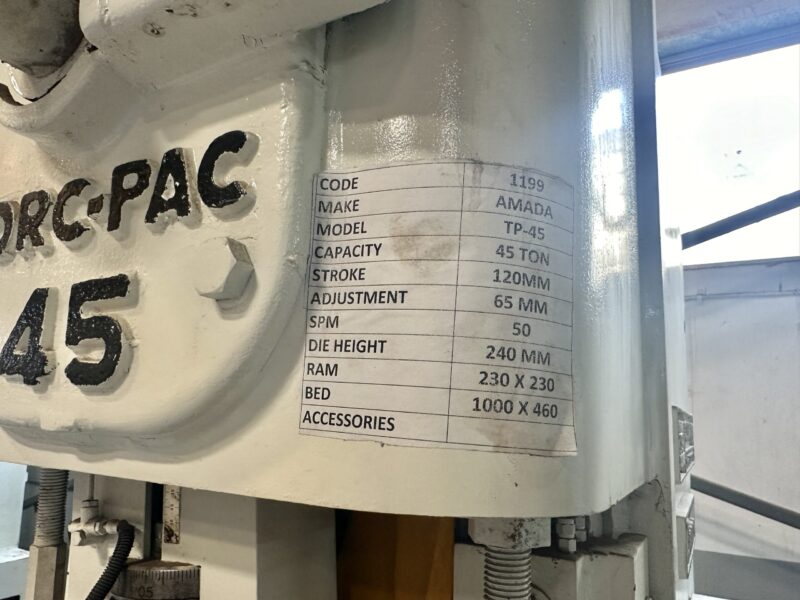 ORC-PAC
45
CODE 1199
MAKE AMADA
MODEL TP-45
CAPACITY 45 TON
STROKE 120MM
ADJUSTMENT 65 MM
SPM 50
DIE HEIGHT 240 MM
RAM 230 X 230
BED 1000 X 460
ACCESSORIES
05